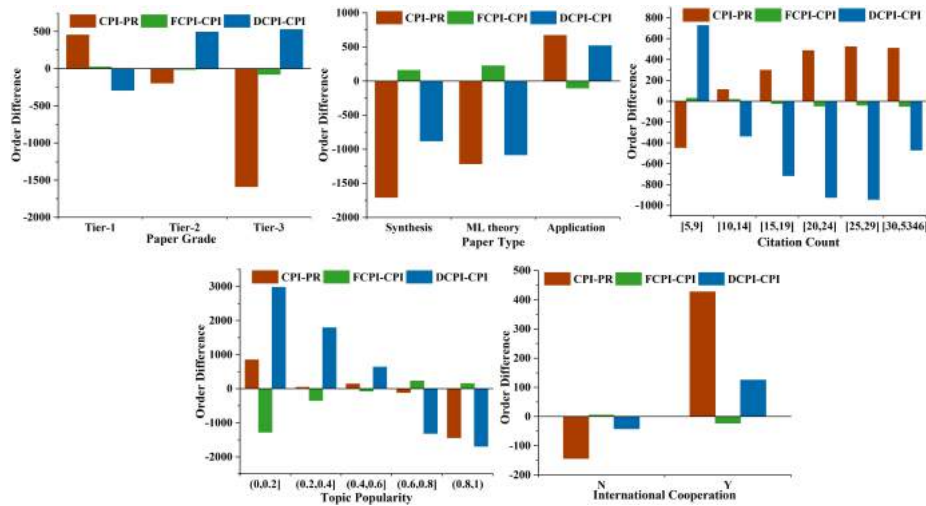 CPI-PR FCPI-CPI DCPI-CPI
500
0
-500
-1000
-1500
-2000
Order Difference
Tier-1 Tier-2 Tier-3
Paper Grade
CPI-PR FCPI-CPI DCPI-CPI
1000
500
0
-500
-1000
-1500
-2000
Order Difference
Synthesis ML theory Application
Paper Type
CPI-PR FCPI-CPI DCPI-CPI
800
600
400
200
0
-200
-400
-600
-800
-1000
Order Difference
[5,9] [10,14] [15,19] [20,24] [25,29] [30,5346]
Citation Count
CPI-PR FCPI-CPI DCPI-CPI
3000
2000
1000
0
-1000
-2000
Order Difference
(0,0.2] (0.2,0.4] (0.4,0.6] (0.6,0.8] (0.8,1)
Topic Popularity
CPI-PR FCPI-CPI DCPI-CPI
500
400
300
200
100
0
-100
-200
Order Difference
N Y
International Cooperation